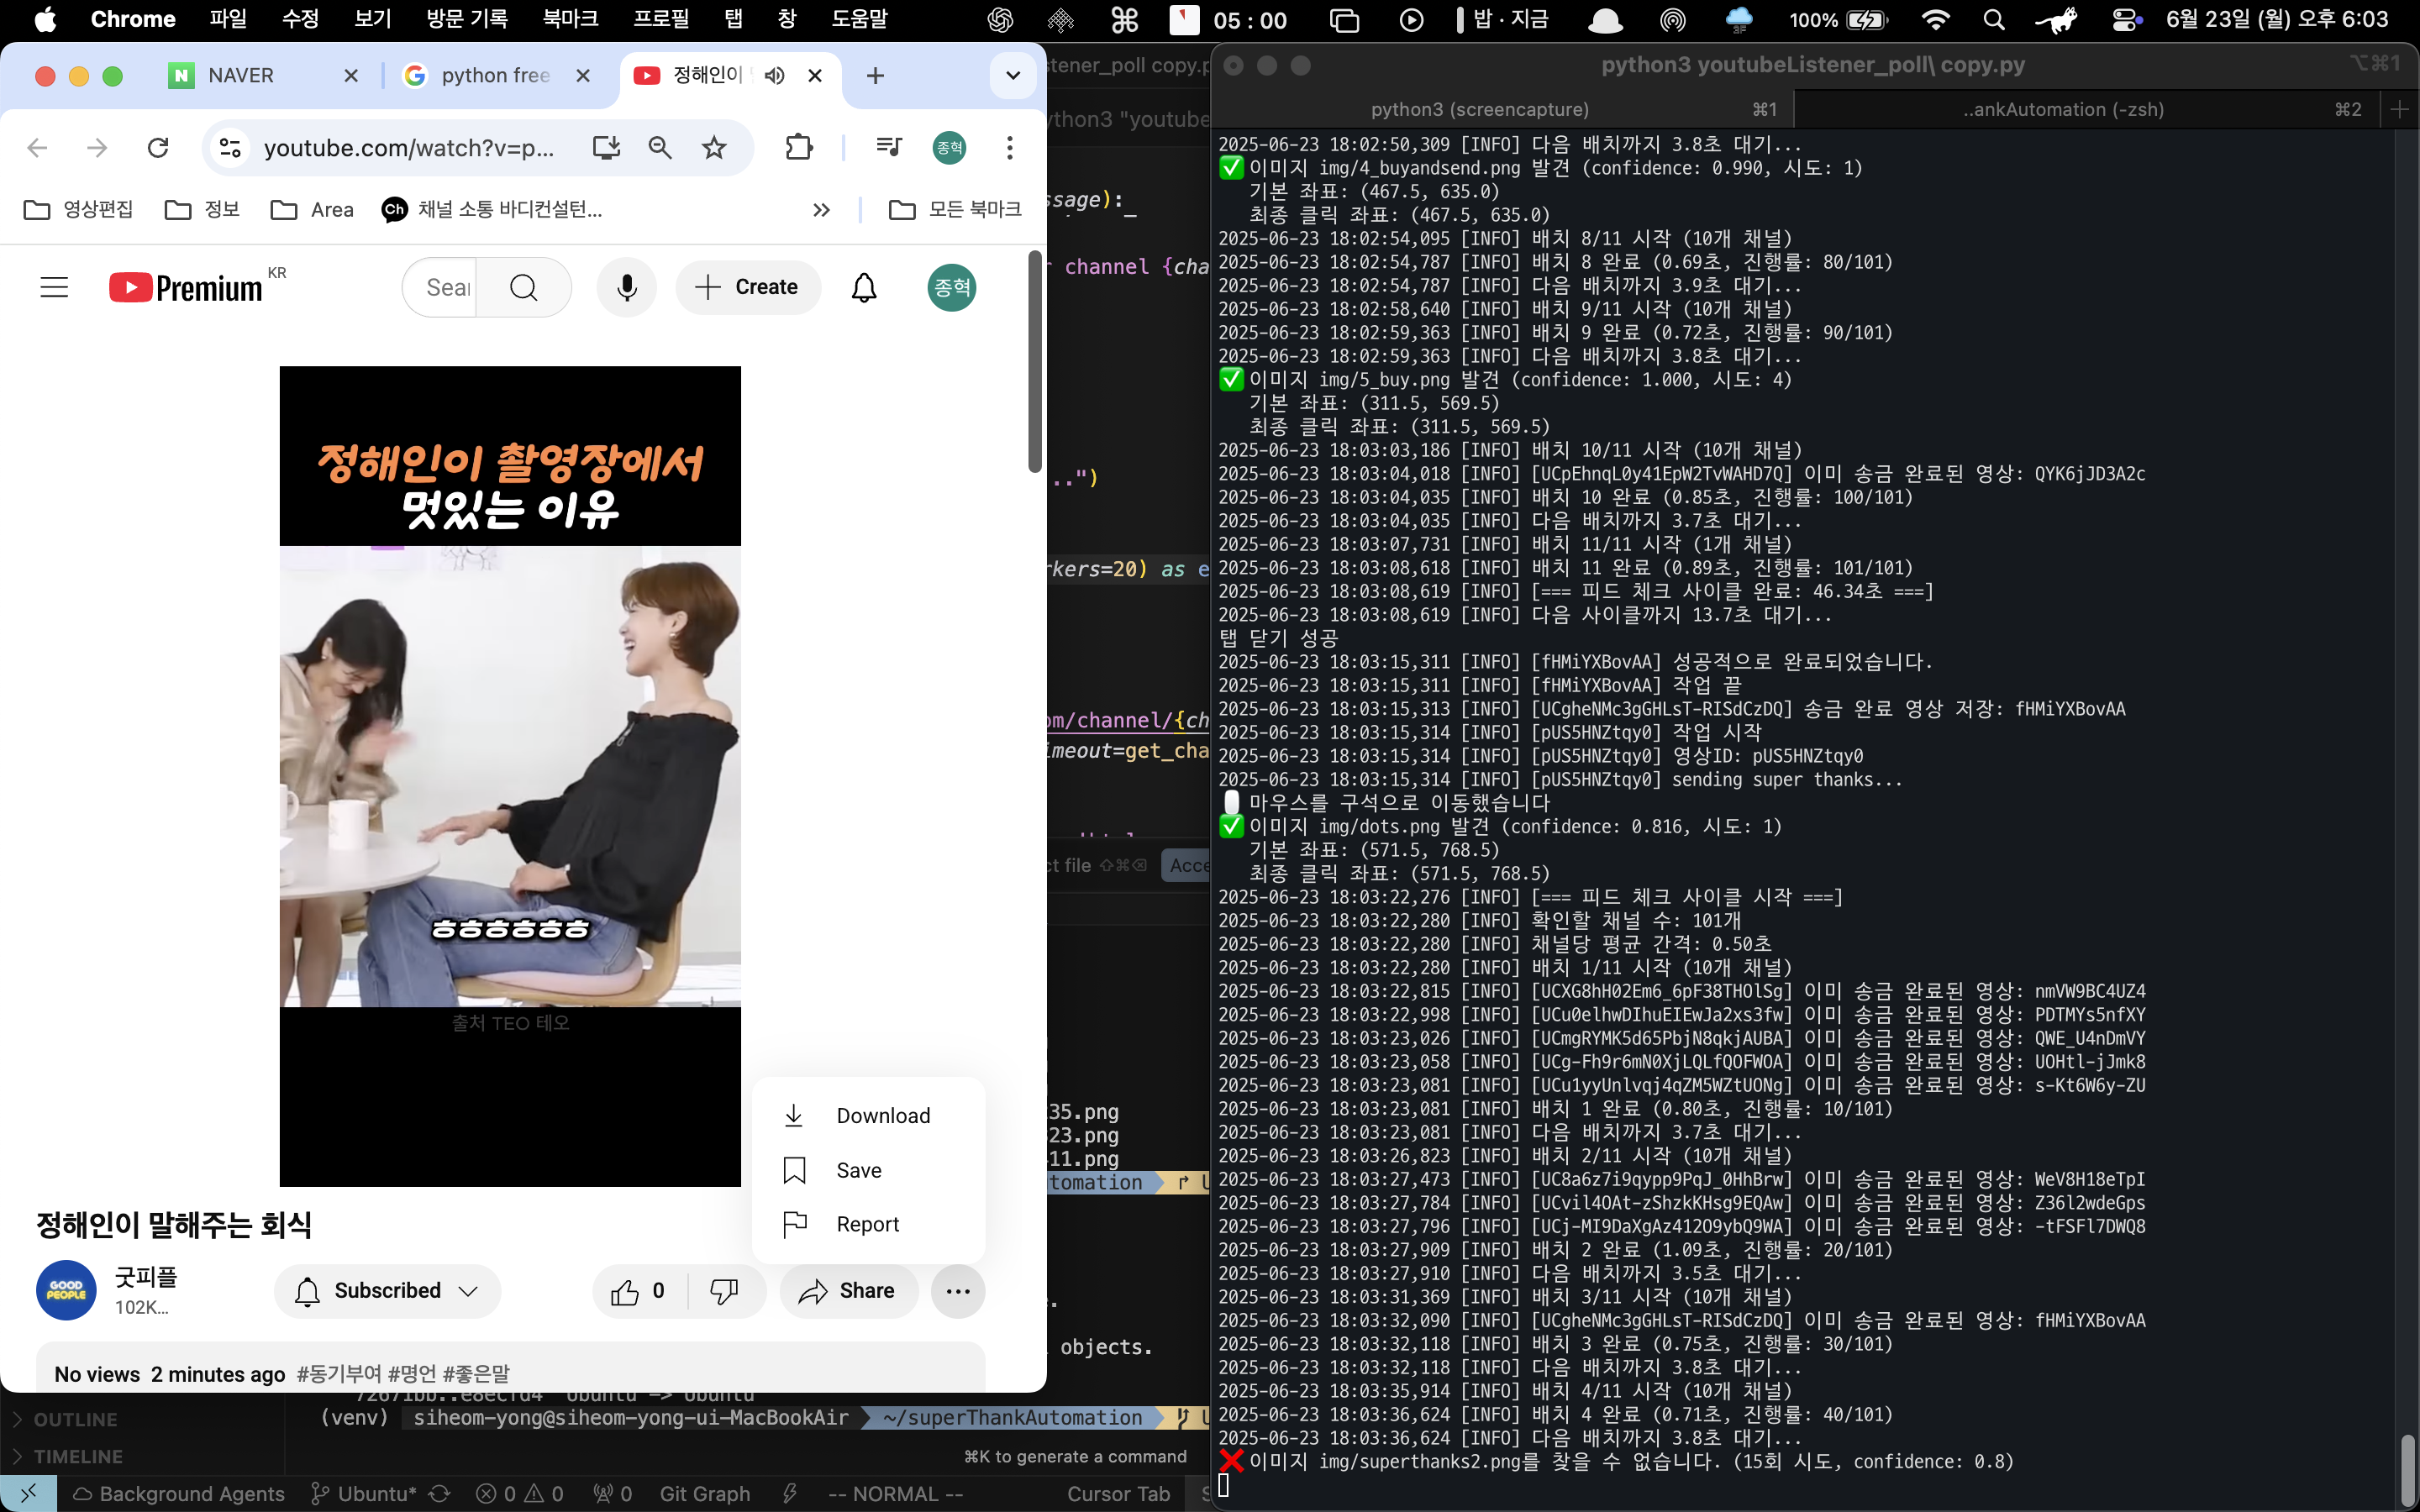 Chrome 파일 수정 보기 방문 기록 북마크 프로필 탭 창 도움말 05 : 00 밥 · 지금 100% 6월 23일 (월) 오후 6:03
NAVER
python free
정해인이
youtube.com/watch?v=p...
종혁
영상편집 정보 Area 채널 소통 바디컨설턴... 모든 북마크
Premium KR
Create
종혁
정해인이 촬영장에서
멋있는 이유
ㅎㅎㅎㅎㅎㅎ
출처 TEO 테오
Download
Save
Report
정해인이 말해주는 회식
GOOD PEOPLE
굿피플
102K...
Subscribed
0
Share
No views 2 minutes ago #동기부여 #명언 #좋은말
stener_poll copy.p
ython3 "youtube
ssage):
channel {cha
..")
rkers=20) as e
om/channel/{ch
imeout=get_cha
ct file ⇧⌘⌫ Acce
35.png
23.png
11.png
tomation
objects.
(venv) siheom-yong@siheom-yong-ui-MacBookAir ~/superThankAutomation
⌘K to generate a command
OUTLINE
TIMELINE
Background Agents Ubuntu* 0 0 0 Git Graph -- NORMAL -- Cursor Tab
python3 youtubeListener_poll\ copy.py ⌥⌘1
python3 (screencapture) ⌘1 ..ankAutomation (-zsh) ⌘2
2025-06-23 18:02:50,309 [INFO] 다음 배치까지 3.8초 대기...
✅ 이미지 img/4_buyandsend.png 발견 (confidence: 0.990, 시도: 1)
기본 좌표: (467.5, 635.0)
최종 클릭 좌표: (467.5, 635.0)
2025-06-23 18:02:54,095 [INFO] 배치 8/11 시작 (10개 채널)
2025-06-23 18:02:54,787 [INFO] 배치 8 완료 (0.69초, 진행률: 80/101)
2025-06-23 18:02:54,787 [INFO] 다음 배치까지 3.9초 대기...
2025-06-23 18:02:58,640 [INFO] 배치 9/11 시작 (10개 채널)
2025-06-23 18:02:59,363 [INFO] 배치 9 완료 (0.72초, 진행률: 90/101)
2025-06-23 18:02:59,363 [INFO] 다음 배치까지 3.8초 대기...
✅ 이미지 img/5_buy.png 발견 (confidence: 1.000, 시도: 4)
기본 좌표: (311.5, 569.5)
최종 클릭 좌표: (311.5, 569.5)
2025-06-23 18:03:03,186 [INFO] 배치 10/11 시작 (10개 채널)
2025-06-23 18:03:04,018 [INFO] [UCpEhnqL0y41EpW2TvWAHD7Q] 이미 송금 완료된 영상: QYK6jJD3A2c
2025-06-23 18:03:04,035 [INFO] 배치 10 완료 (0.85초, 진행률: 100/101)
2025-06-23 18:03:04,035 [INFO] 다음 배치까지 3.7초 대기...
2025-06-23 18:03:07,731 [INFO] 배치 11/11 시작 (1개 채널)
2025-06-23 18:03:08,618 [INFO] 배치 11 완료 (0.89초, 진행률: 101/101)
2025-06-23 18:03:08,619 [INFO] [=== 피드 체크 사이클 완료: 46.34초 ===]
2025-06-23 18:03:08,619 [INFO] 다음 사이클까지 13.7초 대기...
탭 닫기 성공
2025-06-23 18:03:15,311 [INFO] [fHMiYXBovAA] 성공적으로 완료되었습니다.
2025-06-23 18:03:15,311 [INFO] [fHMiYXBovAA] 작업 끝
2025-06-23 18:03:15,313 [INFO] [UCgheNMc3gGHLsT-RISdCzDQ] 송금 완료 영상 저장: fHMiYXBovAA
2025-06-23 18:03:15,314 [INFO] [pUS5HNZtqy0] 작업 시작
2025-06-23 18:03:15,314 [INFO] [pUS5HNZtqy0] 영상ID: pUS5HNZtqy0
2025-06-23 18:03:15,314 [INFO] [pUS5HNZtqy0] sending super thanks...
마우스를 구석으로 이동했습니다
✅ 이미지 img/dots.png 발견 (confidence: 0.816, 시도: 1)
기본 좌표: (571.5, 768.5)
최종 클릭 좌표: (571.5, 768.5)
2025-06-23 18:03:22,276 [INFO] [=== 피드 체크 사이클 시작 ===]
2025-06-23 18:03:22,280 [INFO] 확인할 채널 수: 101개
2025-06-23 18:03:22,280 [INFO] 채널당 평균 간격: 0.50초
2025-06-23 18:03:22,280 [INFO] 배치 1/11 시작 (10개 채널)
2025-06-23 18:03:22,815 [INFO] [UCXG8hH02Em6_6pF38THOlSg] 이미 송금 완료된 영상: nmVW9BC4UZ4
2025-06-23 18:03:22,998 [INFO] [UCu0elhwDIhuEIEwJa2xs3fw] 이미 송금 완료된 영상: PDTMYs5nfXY
2025-06-23 18:03:23,026 [INFO] [UCmgRYMK5d65PbjN8qkjAUBA] 이미 송금 완료된 영상: QWE_U4nDmVY
2025-06-23 18:03:23,058 [INFO] [UCg-Fh9r6mN0XjLQLfQOFWOA] 이미 송금 완료된 영상: UOHtl-jJmk8
2025-06-23 18:03:23,081 [INFO] [UCu1yyUnlvqj4qZM5WZtUONg] 이미 송금 완료된 영상: s-Kt6W6y-ZU
2025-06-23 18:03:23,081 [INFO] 배치 1 완료 (0.80초, 진행률: 10/101)
2025-06-23 18:03:23,081 [INFO] 다음 배치까지 3.7초 대기...
2025-06-23 18:03:26,823 [INFO] 배치 2/11 시작 (10개 채널)
2025-06-23 18:03:27,473 [INFO] [UC8a6z7i9qypp9PqJ_0HhBrw] 이미 송금 완료된 영상: WeV8H18eTpI
2025-06-23 18:03:27,784 [INFO] [UCvil4OAt-zShzkKHsg9EQAw] 이미 송금 완료된 영상: Z36l2wdeGps
2025-06-23 18:03:27,796 [INFO] [UCj-MI9DaXgAz412O9ybQ9WA] 이미 송금 완료된 영상: -tFSFl7DWQ8
2025-06-23 18:03:27,909 [INFO] 배치 2 완료 (1.09초, 진행률: 20/101)
2025-06-23 18:03:27,910 [INFO] 다음 배치까지 3.5초 대기...
2025-06-23 18:03:31,369 [INFO] 배치 3/11 시작 (10개 채널)
2025-06-23 18:03:32,090 [INFO] [UCgheNMc3gGHLsT-RISdCzDQ] 이미 송금 완료된 영상: fHMiYXBovAA
2025-06-23 18:03:32,118 [INFO] 배치 3 완료 (0.75초, 진행률: 30/101)
2025-06-23 18:03:32,118 [INFO] 다음 배치까지 3.8초 대기...
2025-06-23 18:03:35,914 [INFO] 배치 4/11 시작 (10개 채널)
2025-06-23 18:03:36,624 [INFO] 배치 4 완료 (0.71초, 진행률: 40/101)
2025-06-23 18:03:36,624 [INFO] 다음 배치까지 3.8초 대기...
❌ 이미지 img/superthanks2.png를 찾을 수 없습니다. (15회 시도, confidence: 0.8)